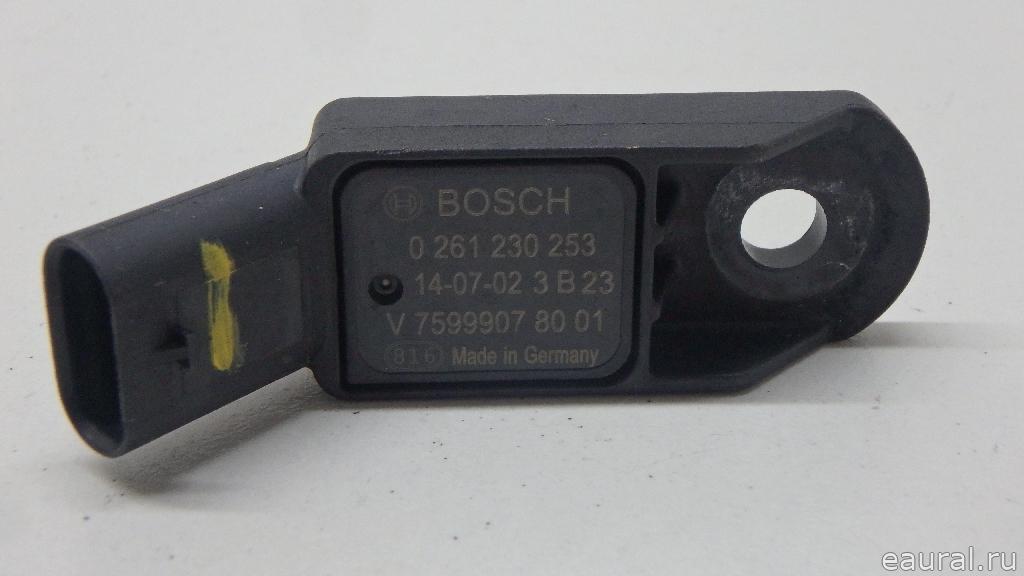 BOSCH
0 261 230 253
14-07-02 3 B 23
V 7599907 80 01
816 Made in Germany
eaural.ru